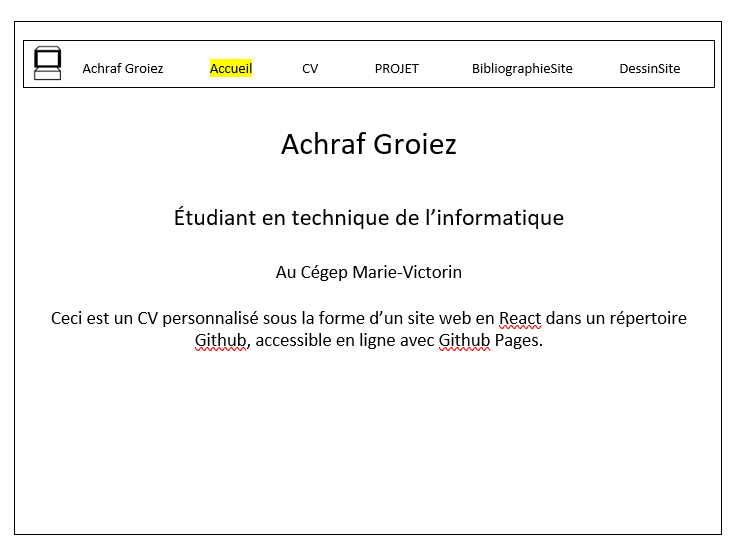 Achraf Groiez Accueil CV PROJET BibliographieSite DessinSite
Achraf Groiez
Étudiant en technique de l’informatique
Au Cégep Marie-Victorin
Ceci est un CV personnalisé sous la forme d’un site web en React dans un répertoire
Github, accessible en ligne avec Github Pages.